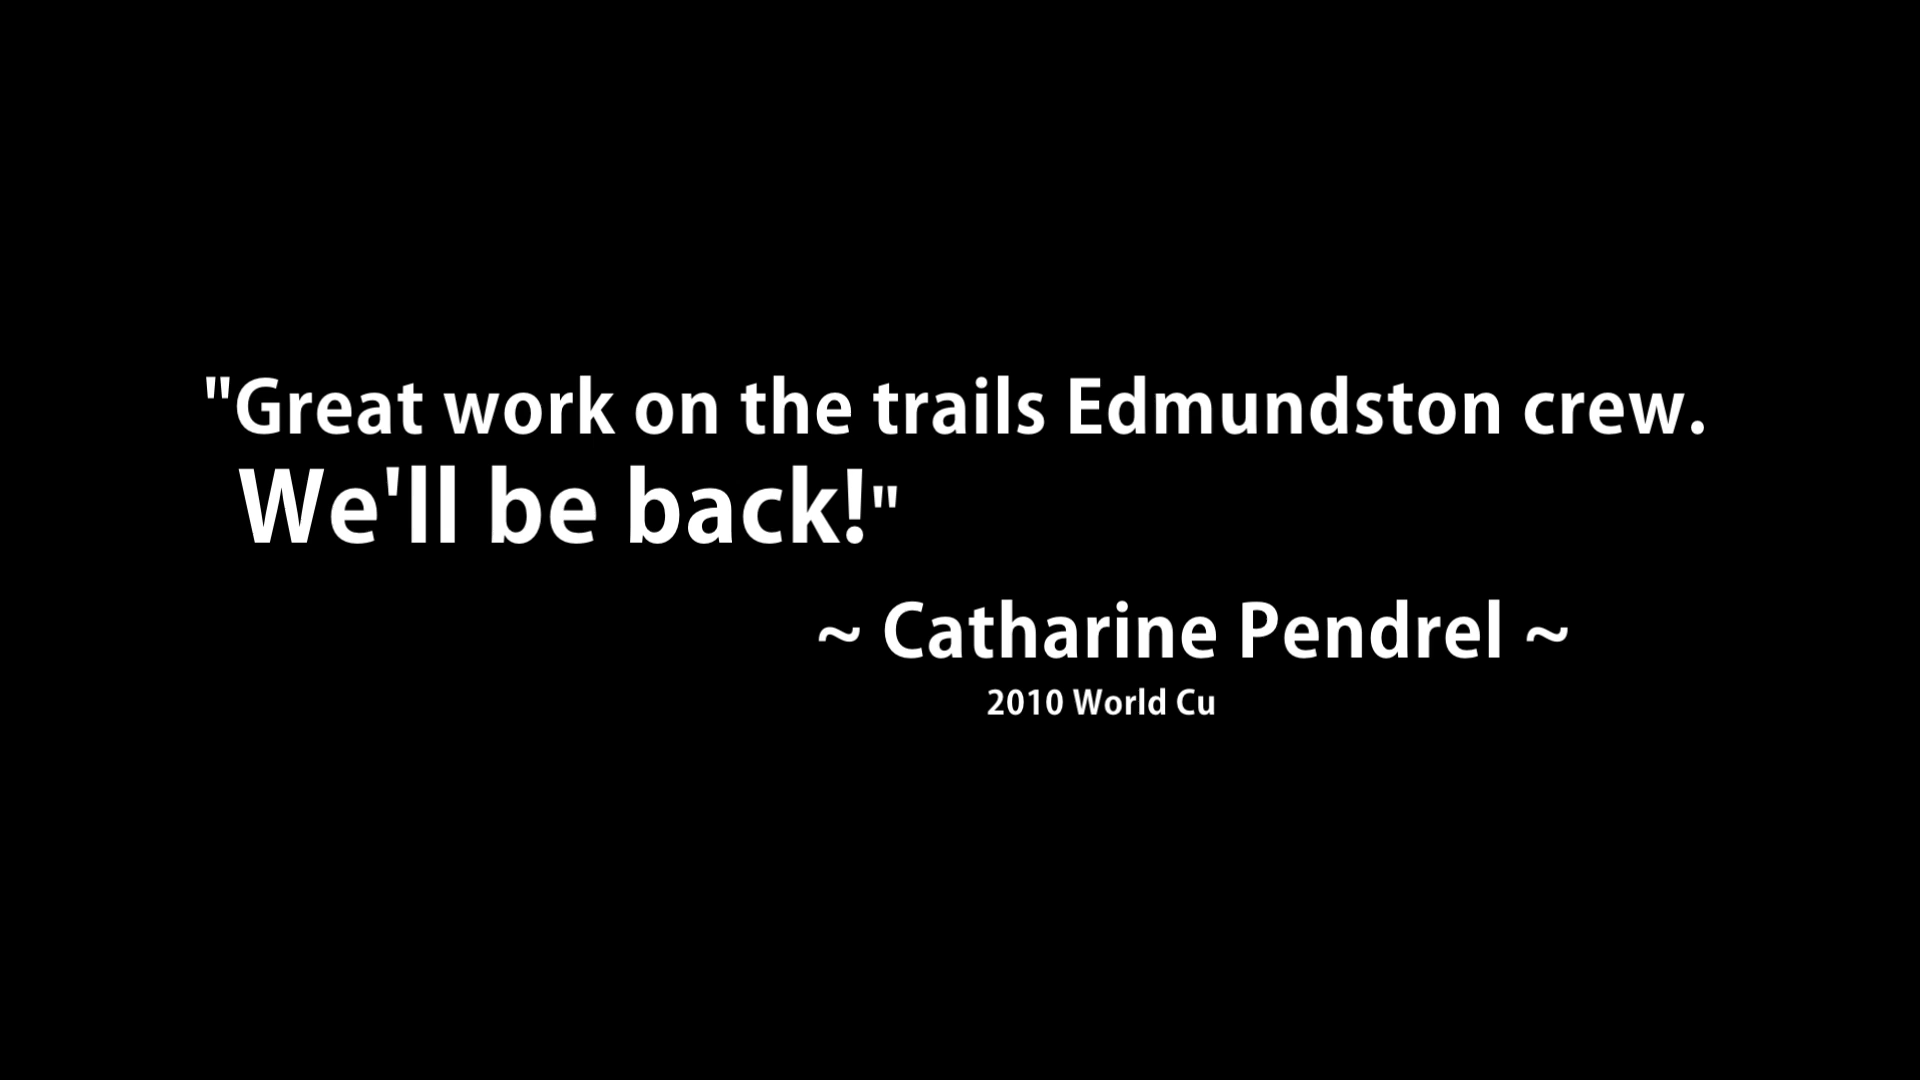 "Great work on the trails Edmundston crew.
We'll be back!"
~ Catharine Pendrel ~
2010 World Cu